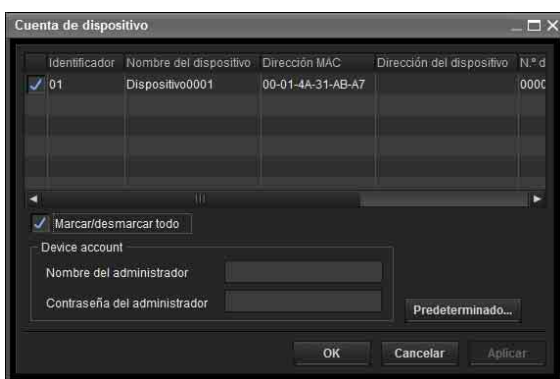 Cuenta de dispositivo
Identificador Nombre del dispositivo Dirección MAC Dirección del dispositivo N.º d
01 Dispositivo0001 00-01-4A-31-AB-A7 0000
Marcar/desmarcar todo
Device account
Nombre del administrador
Contraseña del administrador
Predeterminado...
OK Cancelar Aplicar